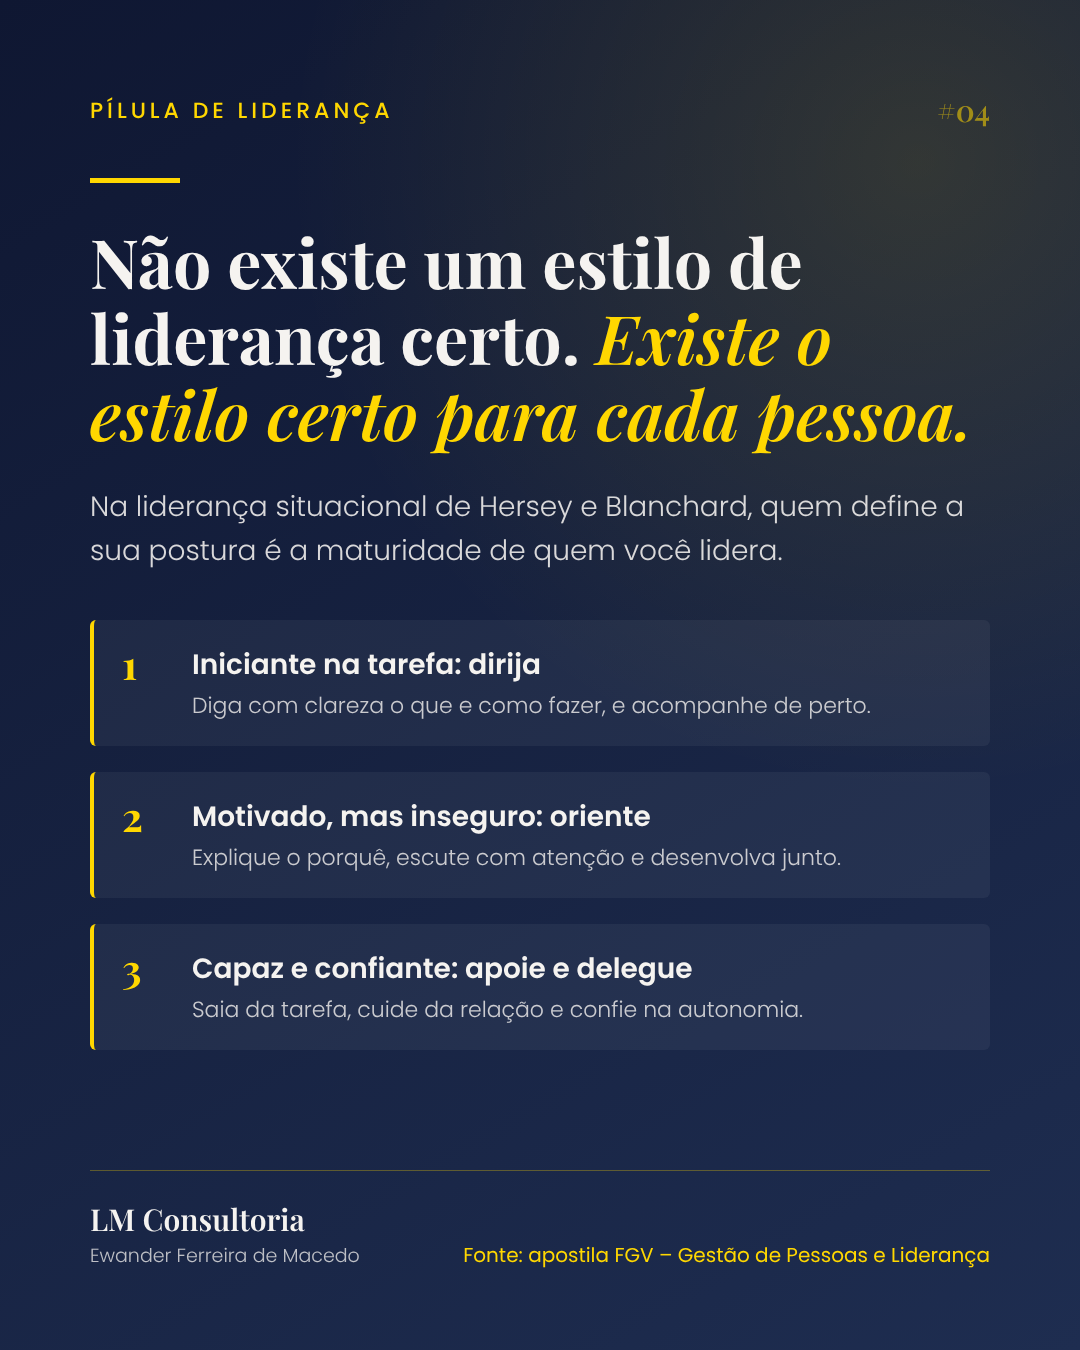 PÍLULA DE LIDERANÇA
#04
Não existe um estilo de
liderança certo. Existe o
estilo certo para cada pessoa.
Na liderança situacional de Hersey e Blanchard, quem define a
sua postura é a maturidade de quem você lidera.
1
Iniciante na tarefa: dirija
Diga com clareza o que e como fazer, e acompanhe de perto.
2
Motivado, mas inseguro: oriente
Explique o porquê, escute com atenção e desenvolva junto.
3
Capaz e confiante: apoie e delegue
Saia da tarefa, cuide da relação e confie na autonomia.
LM Consultoria
Ewander Ferreira de Macedo
Fonte: apostila FGV – Gestão de Pessoas e Liderança